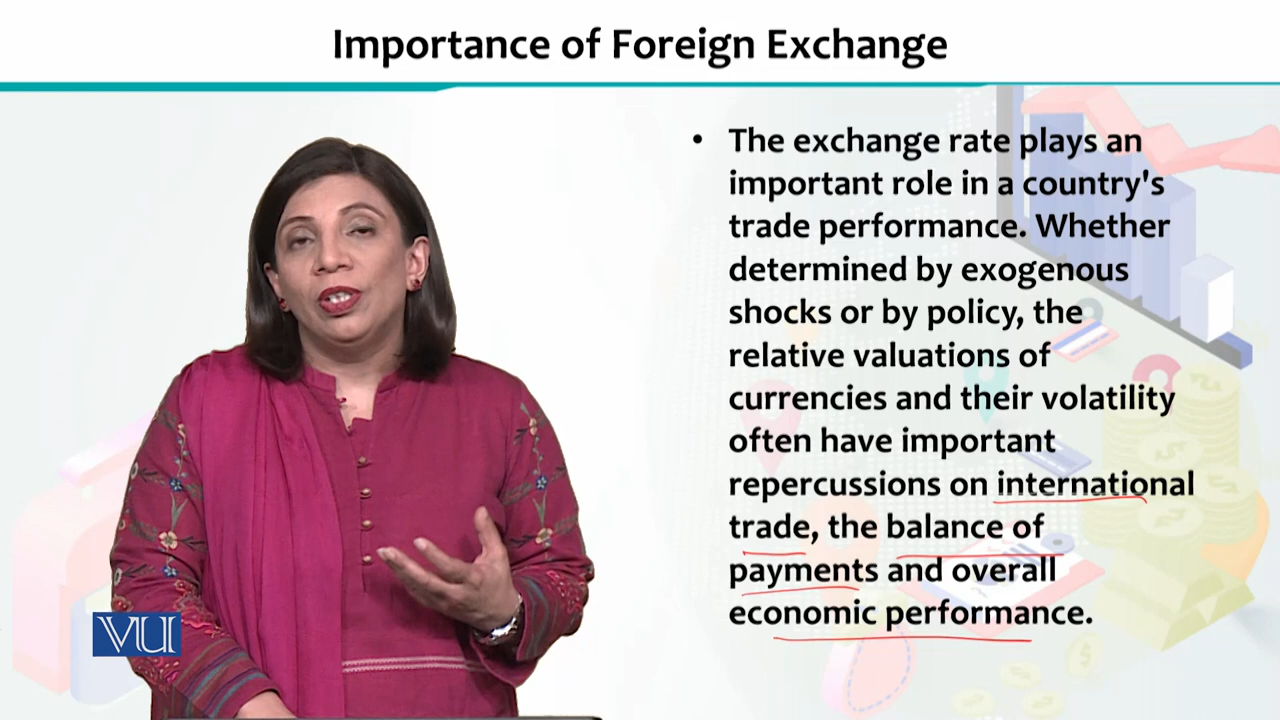 Importance of Foreign Exchange
• The exchange rate plays an
important role in a country's
trade performance. Whether
determined by exogenous
shocks or by policy, the
relative valuations of
currencies and their volatility
often have important
repercussions on international
trade, the balance of
payments and overall
economic performance.
VU